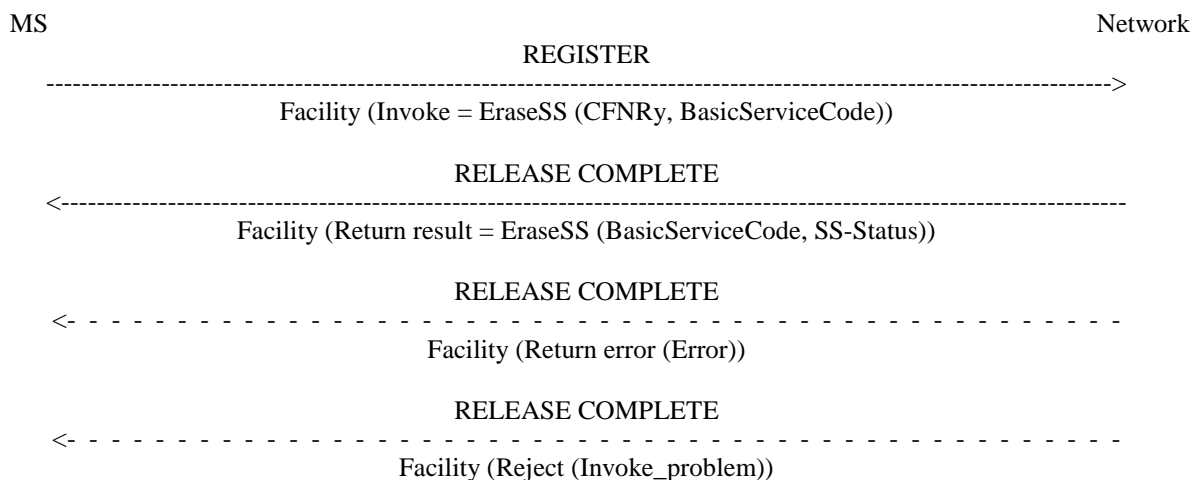 MS Network
REGISTER
Facility (Invoke = EraseSS (CFNRy, BasicServiceCode))
RELEASE COMPLETE
Facility (Return result = EraseSS (BasicServiceCode, SS-Status))
RELEASE COMPLETE
Facility (Return error (Error))
RELEASE COMPLETE
Facility (Reject (Invoke_problem))